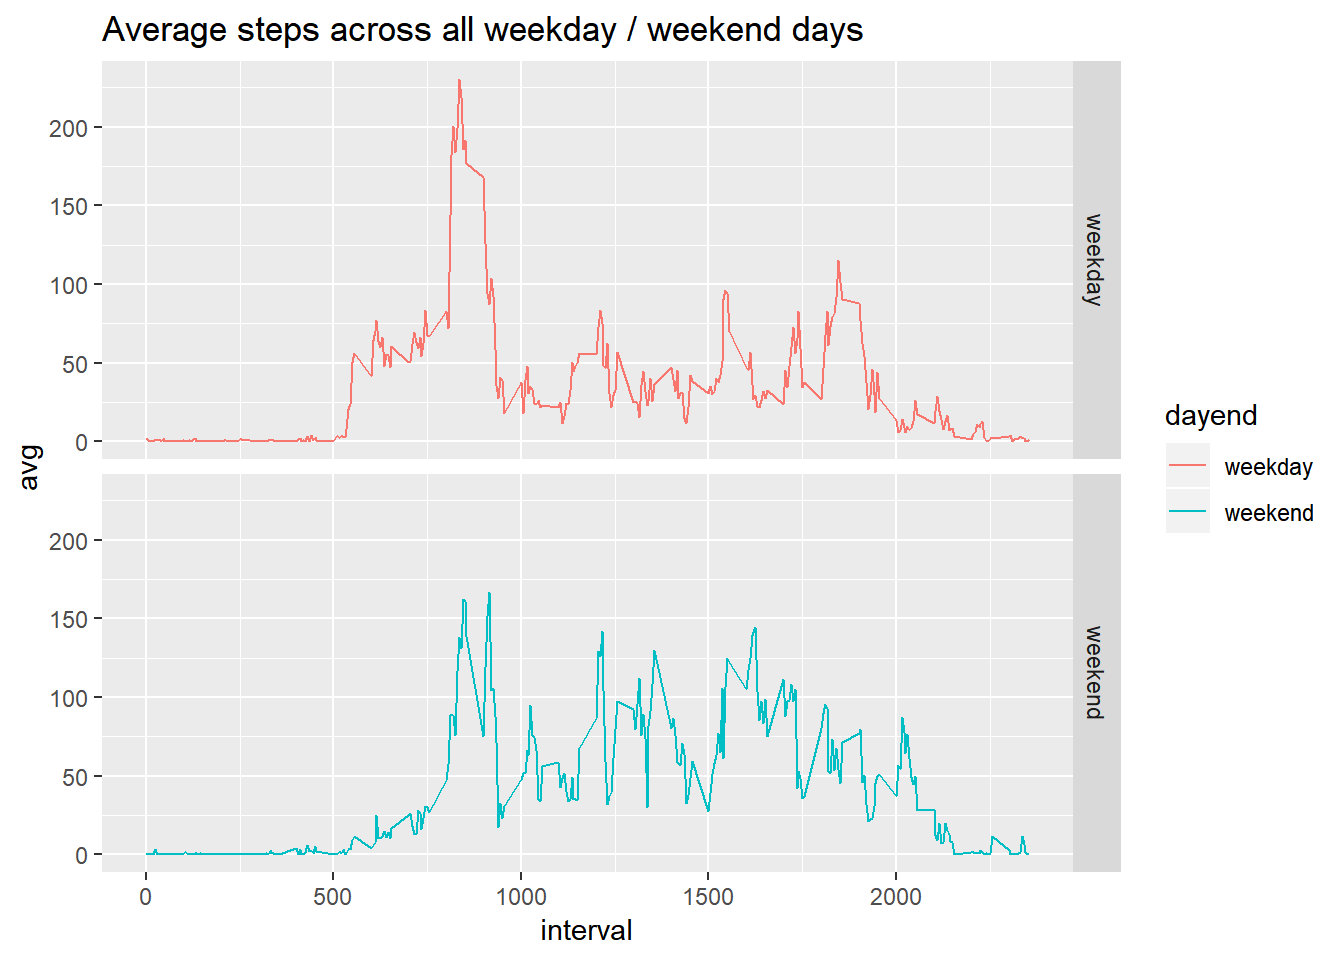 Average steps across all weekday / weekend days
200
150
100
50
0
weekday
200
150
100
50
0
weekend
avg
0
500
1000
1500
2000
interval
dayend
weekday
weekend